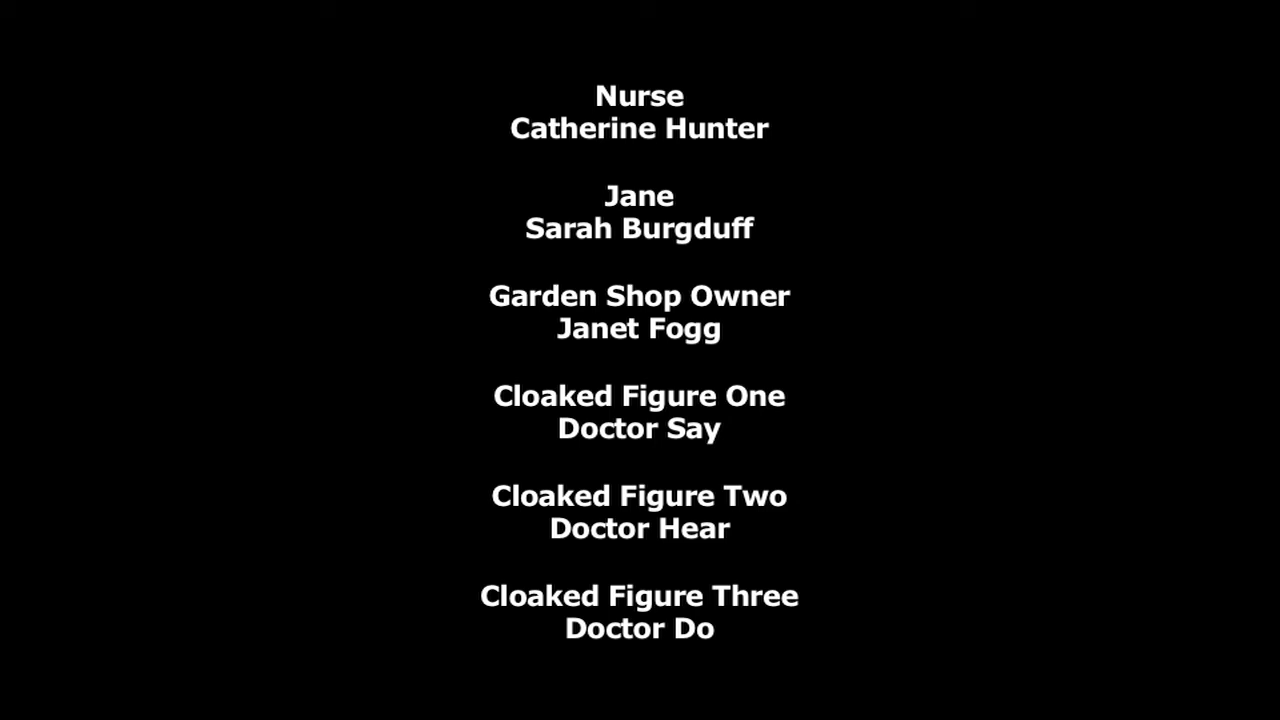 Nurse
Catherine Hunter
Jane
Sarah Burgduff
Garden Shop Owner
Janet Fogg
Cloaked Figure One
Doctor Say
Cloaked Figure Two
Doctor Hear
Cloaked Figure Three
Doctor Do